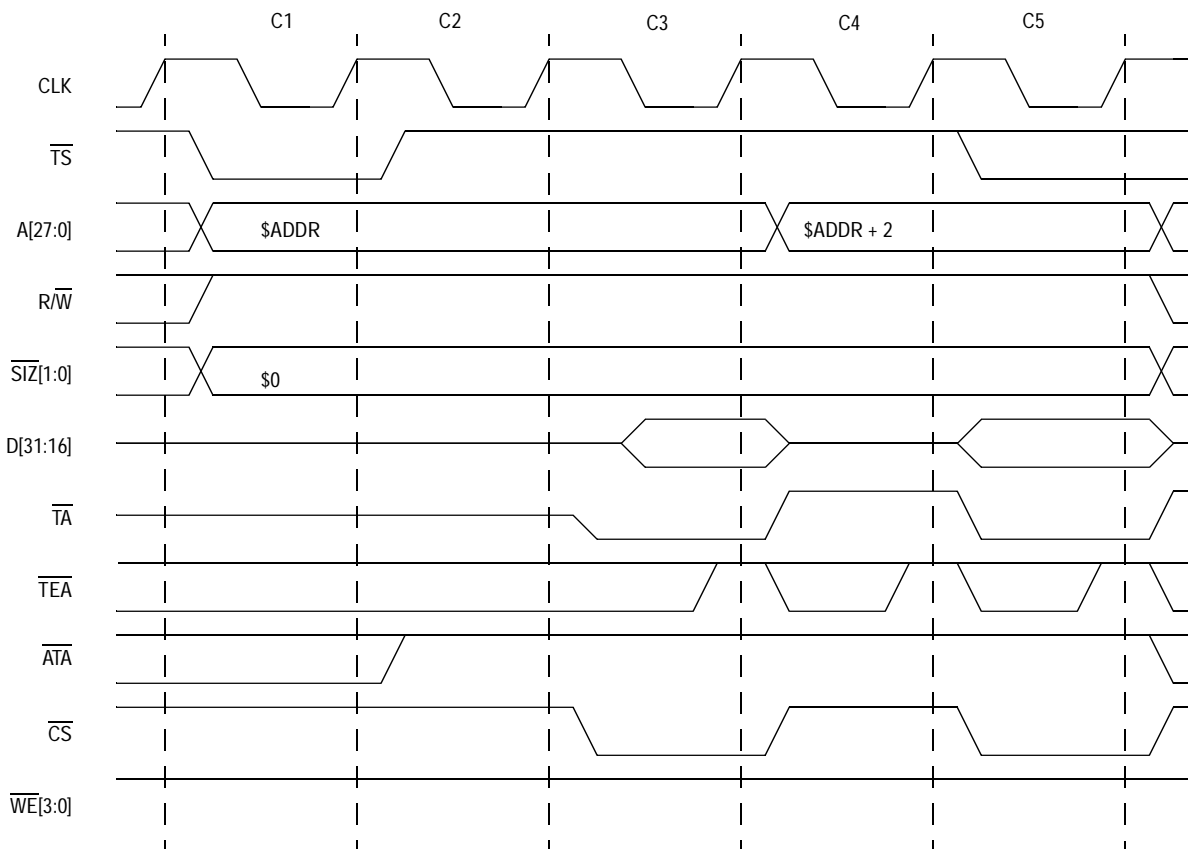 C1 C2 C3 C4 C5
CLK
TS
A[27:0] $ADDR $ADDR + 2
R/W
SIZ[1:0] $0
D[31:16]
TA
TEA
ATA
CS
WE[3:0]